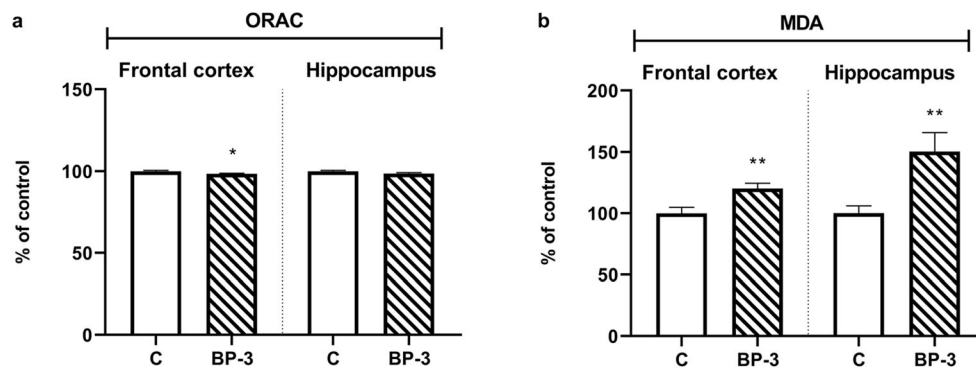 a
ORAC
Frontal cortex
Hippocampus
% of control
150
100
50
0
*
C
BP-3
C
BP-3
b
MDA
Frontal cortex
Hippocampus
% of control
200
150
100
50
0
**
**
C
BP-3
C
BP-3